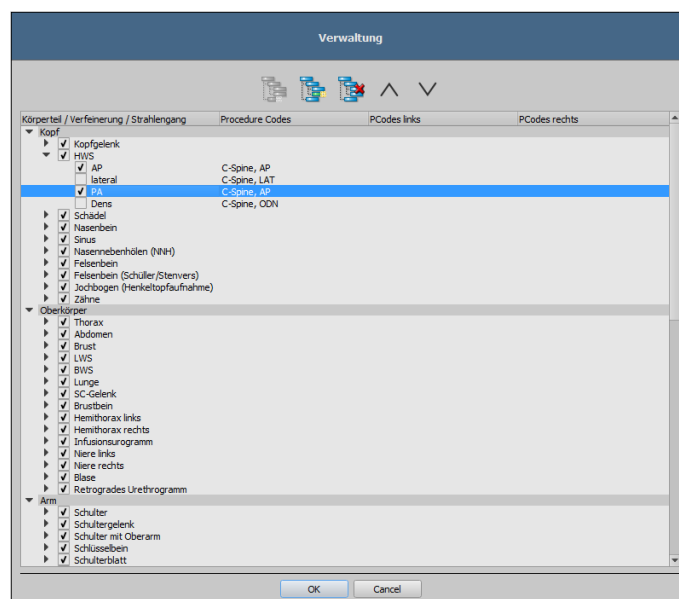 Verwaltung
Körperteil / Verfeinerung / Strahlengang Procedure Codes PCodes links PCodes rechts
Kopf
Kopfgelenk
HWS
AP C-Spine, AP
lateral C-Spine, LAT
PA C-Spine, AP
Dens C-Spine, ODN
Schädel
Nasenbein
Sinus
Nasennebenhölen (NNH)
Felsenbein
Felsenbein (Schüller/Stenvers)
Jochbogen (Henkeltopfaufnahme)
Zähne
Oberkörper
Thorax
Abdomen
Brust
LWS
BWS
Lunge
SC-Gelenk
Brustbein
Hemithorax links
Hemithorax rechts
Infusionsurogramm
Niere links
Niere rechts
Blase
Retrogrades Urethrogramm
Arm
Schulter
Schultergelenk
Schulter mit Oberarm
Schlüsselbein
Schulterblatt
OK Cancel